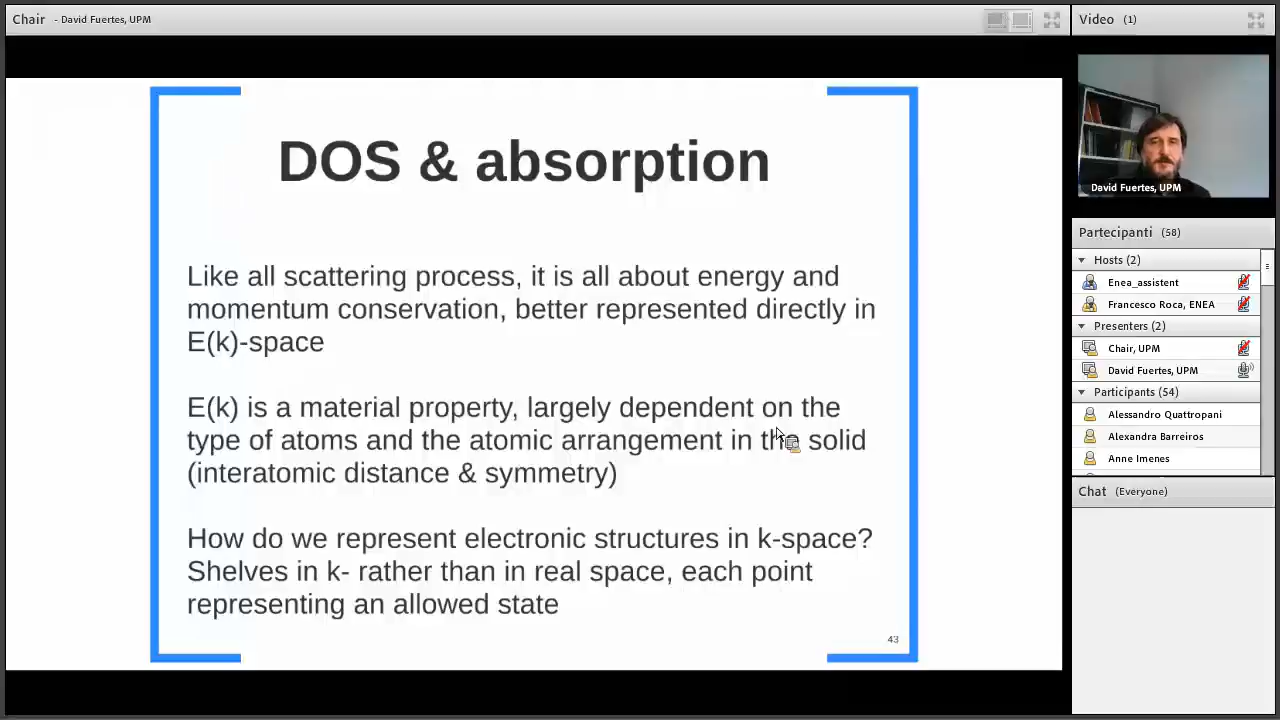 Chair - David Fuertes, UPM
Video (1)
David Fuertes, UPM
DOS & absorption
Like all scattering process, it is all about energy and
momentum conservation, better represented directly in
E(k)-space
E(k) is a material property, largely dependent on the
type of atoms and the atomic arrangement in the solid
(interatomic distance & symmetry)
How do we represent electronic structures in k-space?
Shelves in k- rather than in real space, each point
representing an allowed state
43
Partecipanti (58)
Hosts (2)
Enea_assistent
Francesco Roca, ENEA
Presenters (2)
Chair, UPM
David Fuertes, UPM
Participants (54)
Alessandro Quattropani
Alexandra Barreiros
Anne Imenes
Chat (Everyone)